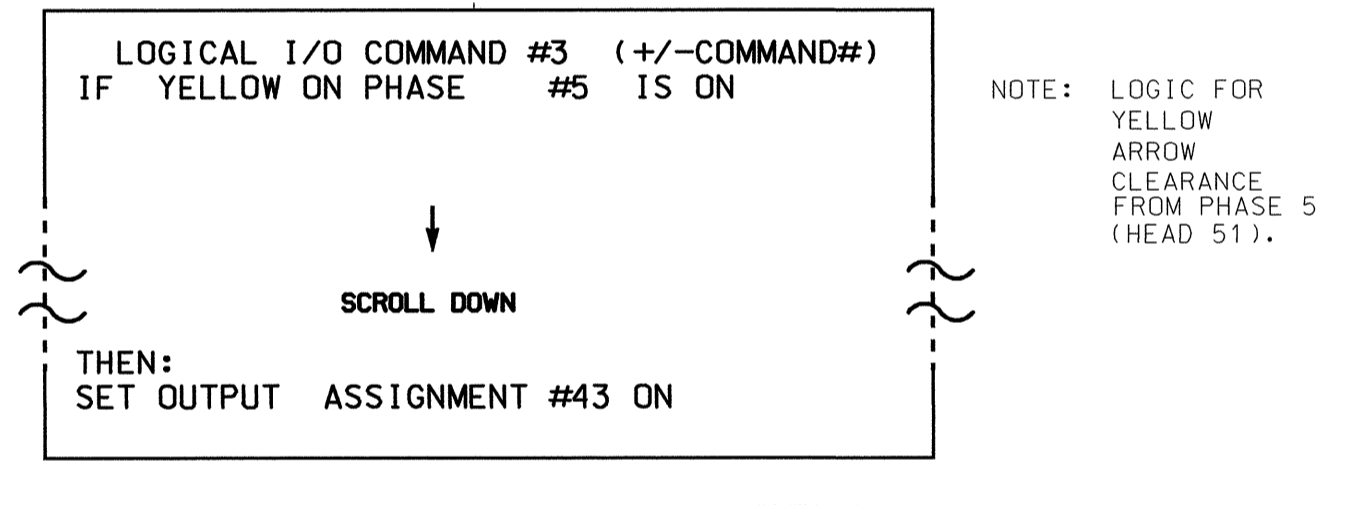 LOGICAL I/O COMMAND #3 (+/-COMMAND#)
IF YELLOW ON PHASE #5 IS ON
SCROLL DOWN
THEN:
SET OUTPUT ASSIGNMENT #43 ON
NOTE: LOGIC FOR
YELLOW
ARROW
CLEARANCE
FROM PHASE 5
(HEAD 51).